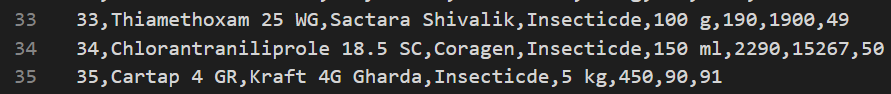 33 33,Thiamethoxam 25 WG,Sactara Shivalik,Insecticde,100 g,190,1900,49
34 34,Chlorantraniliprole 18.5 SC,Coragen,Insecticde,150 ml,2290,15267,50
35 35,Cartap 4 GR,Kraft 4G Gharda,Insecticde,5 kg,450,90,91